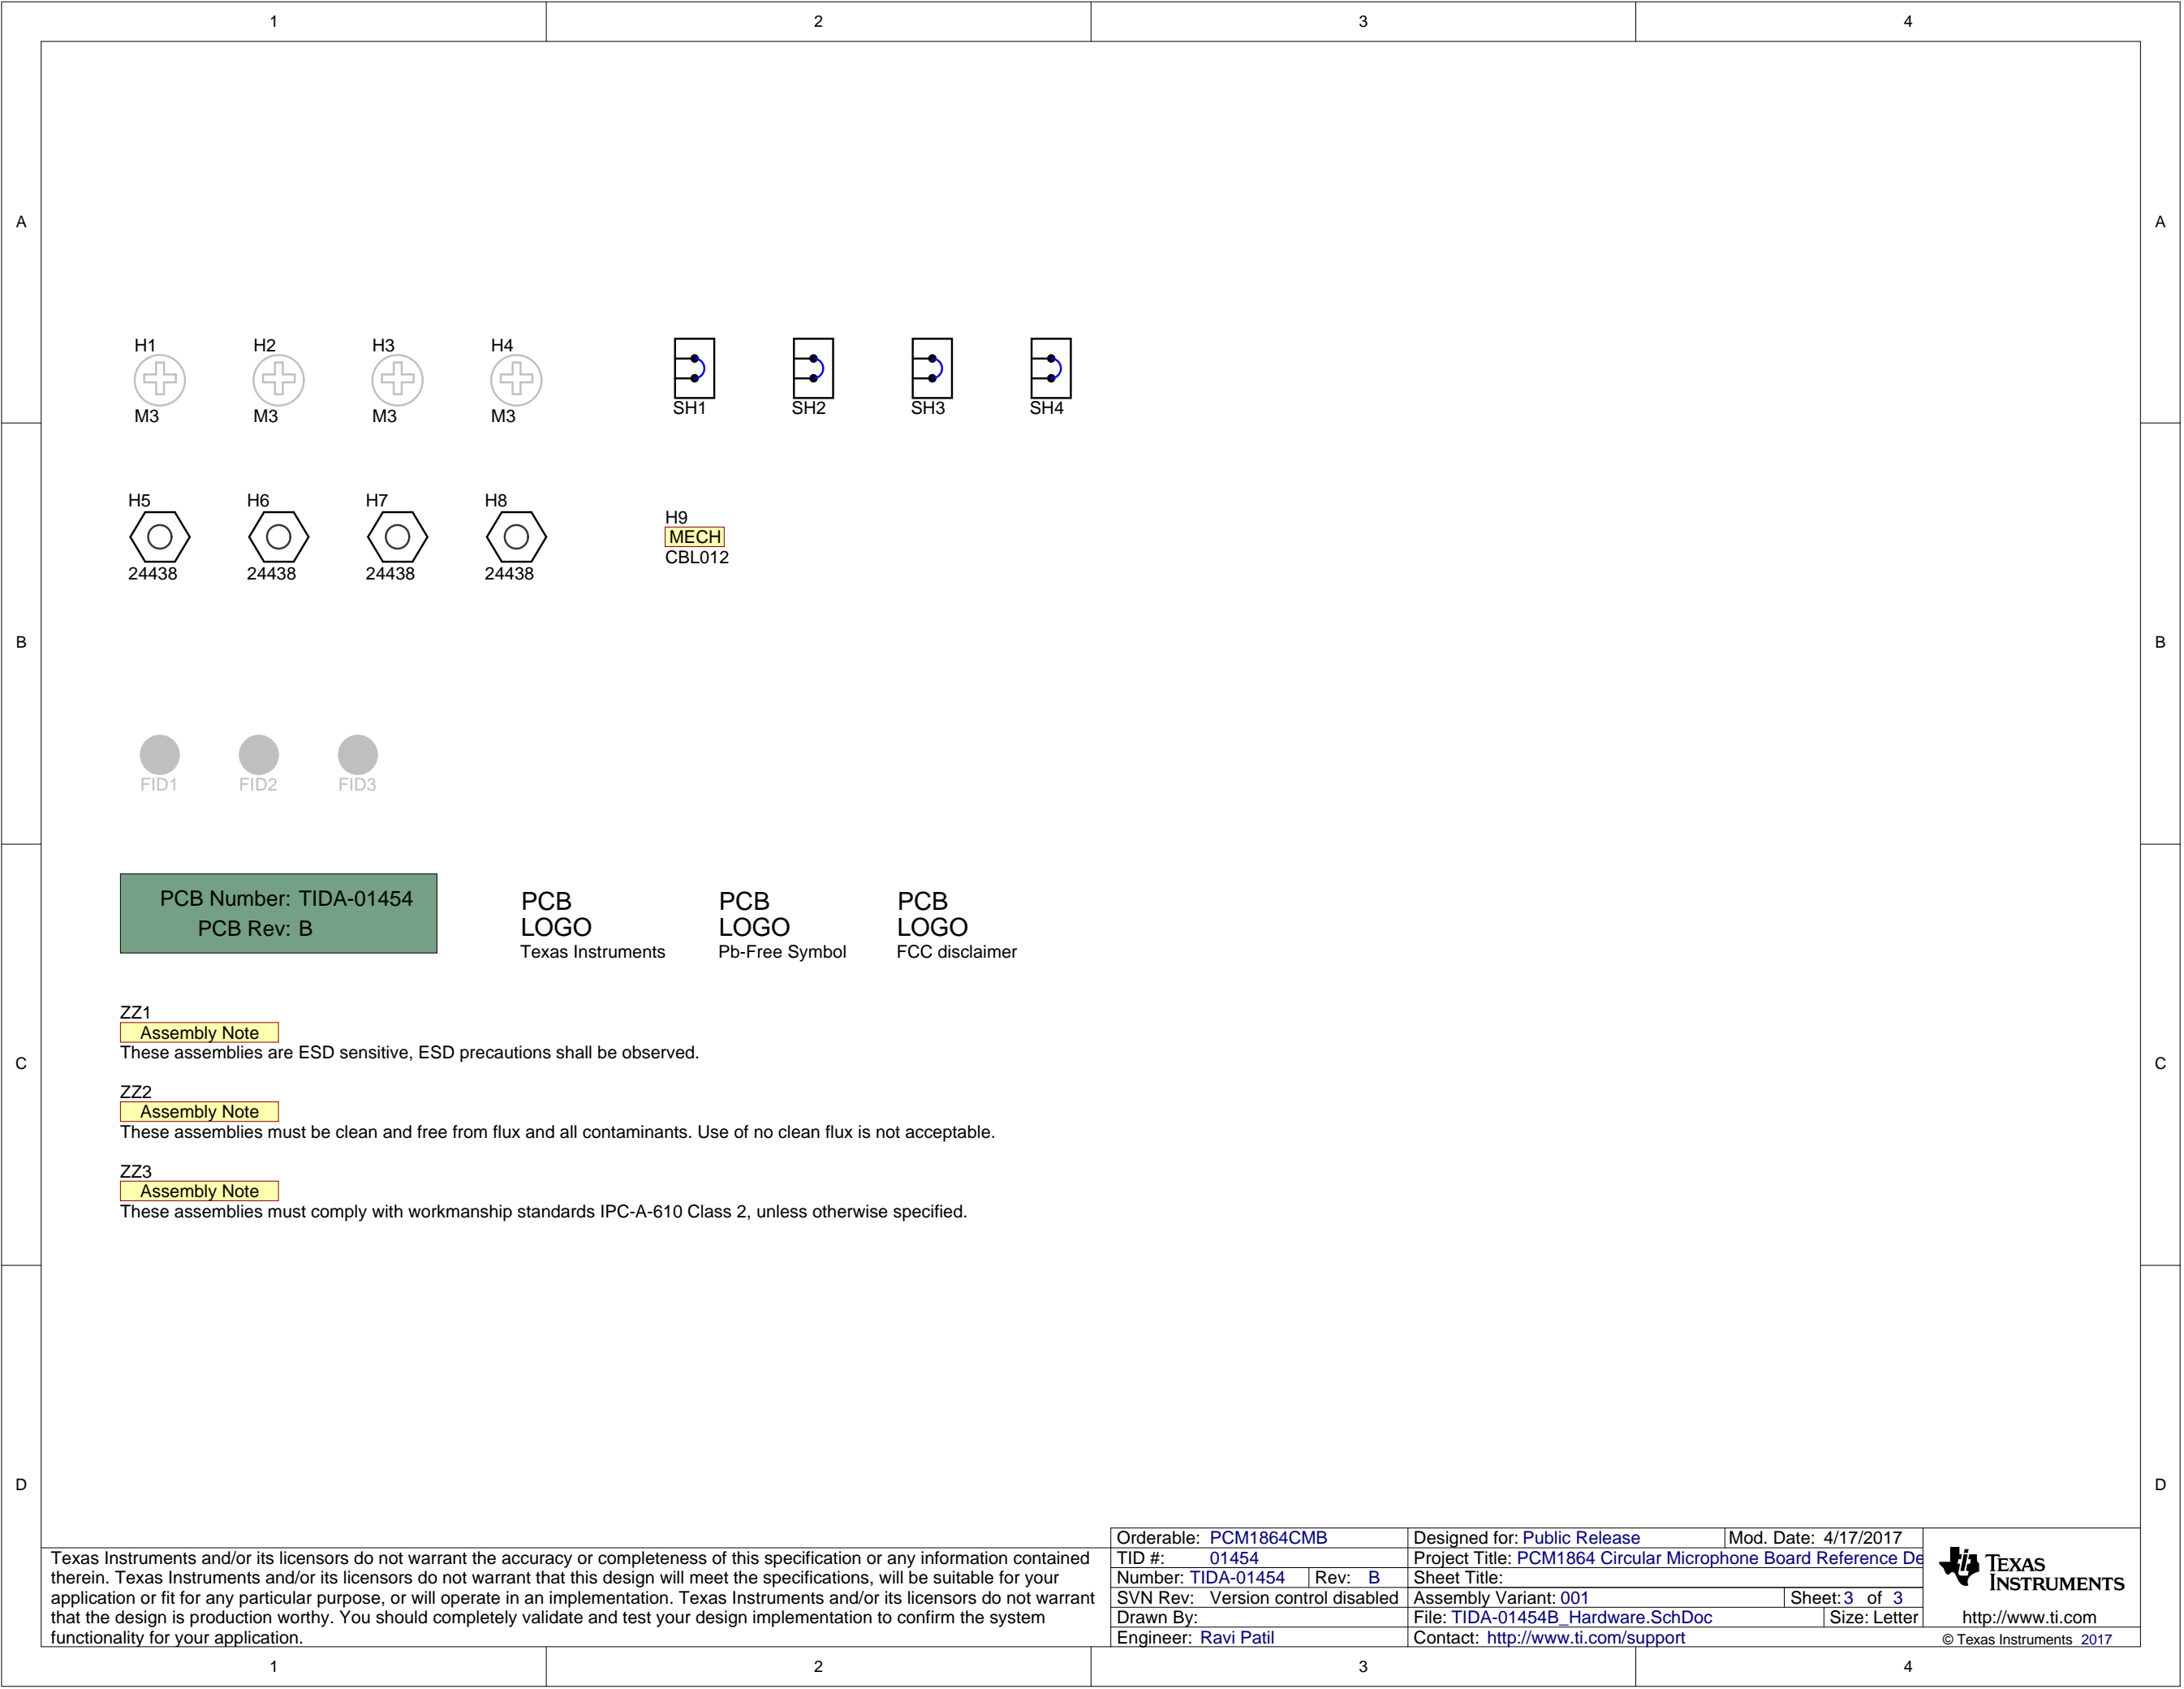 1 2 3 4
A A
H1 H2 H3 H4
M3 M3 M3 M3
SH1 SH2 SH3 SH4
H5 H6 H7 H8
24438 24438 24438 24438
H9
MECH
CBL012
B B
FID1 FID2 FID3
PCB Number: TIDA-01454
PCB Rev: B
PCB
LOGO
Texas Instruments
PCB
LOGO
Pb-Free Symbol
PCB
LOGO
FCC disclaimer
ZZ1
Assembly Note
These assemblies are ESD sensitive, ESD precautions shall be observed.
C C
ZZ2
Assembly Note
These assemblies must be clean and free from flux and all contaminants. Use of no clean flux is not acceptable.
ZZ3
Assembly Note
These assemblies must comply with workmanship standards IPC-A-610 Class 2, unless otherwise specified.
D D
Texas Instruments and/or its licensors do not warrant the accuracy or completeness of this specification or any information contained
therein. Texas Instruments and/or its licensors do not warrant that this design will meet the specifications, will be suitable for your
application or fit for any particular purpose, or will operate in an implementation. Texas Instruments and/or its licensors do not warrant
that the design is production worthy. You should completely validate and test your design implementation to confirm the system
functionality for your application.
Orderable: PCM1864CMB Designed for: Public Release Mod. Date: 4/17/2017
TID #: 01454 Project Title: PCM1864 Circular Microphone Board Reference De
Number: TIDA-01454 Rev: B Sheet Title:
SVN Rev: Version control disabled Assembly Variant: 001 Sheet: 3 of 3
Drawn By: File: TIDA-01454B_Hardware.SchDoc Size: Letter
Engineer: Ravi Patil Contact: http://www.ti.com/support
TEXAS
INSTRUMENTS
http://www.ti.com
© Texas Instruments 2017
1 2 3 4